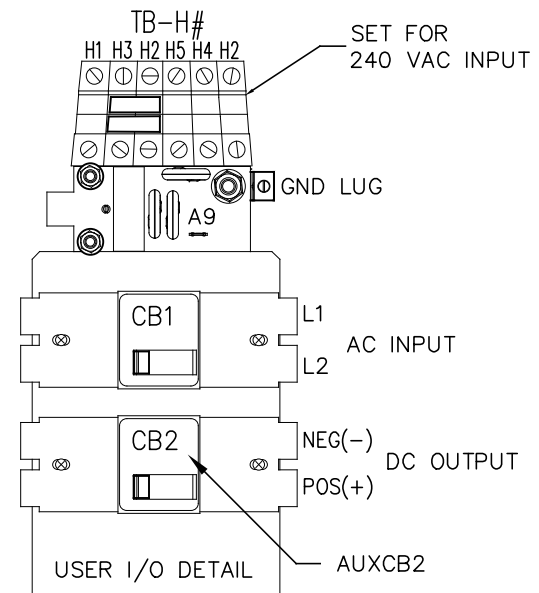 TB-H#
H1 H3 H2 H5 H4 H2
SET FOR
240 VAC INPUT
GND LUG
A9
CB1
L1
AC INPUT
L2
CB2
NEG(-)
DC OUTPUT
POS(+)
AUXCB2
USER I/O DETAIL